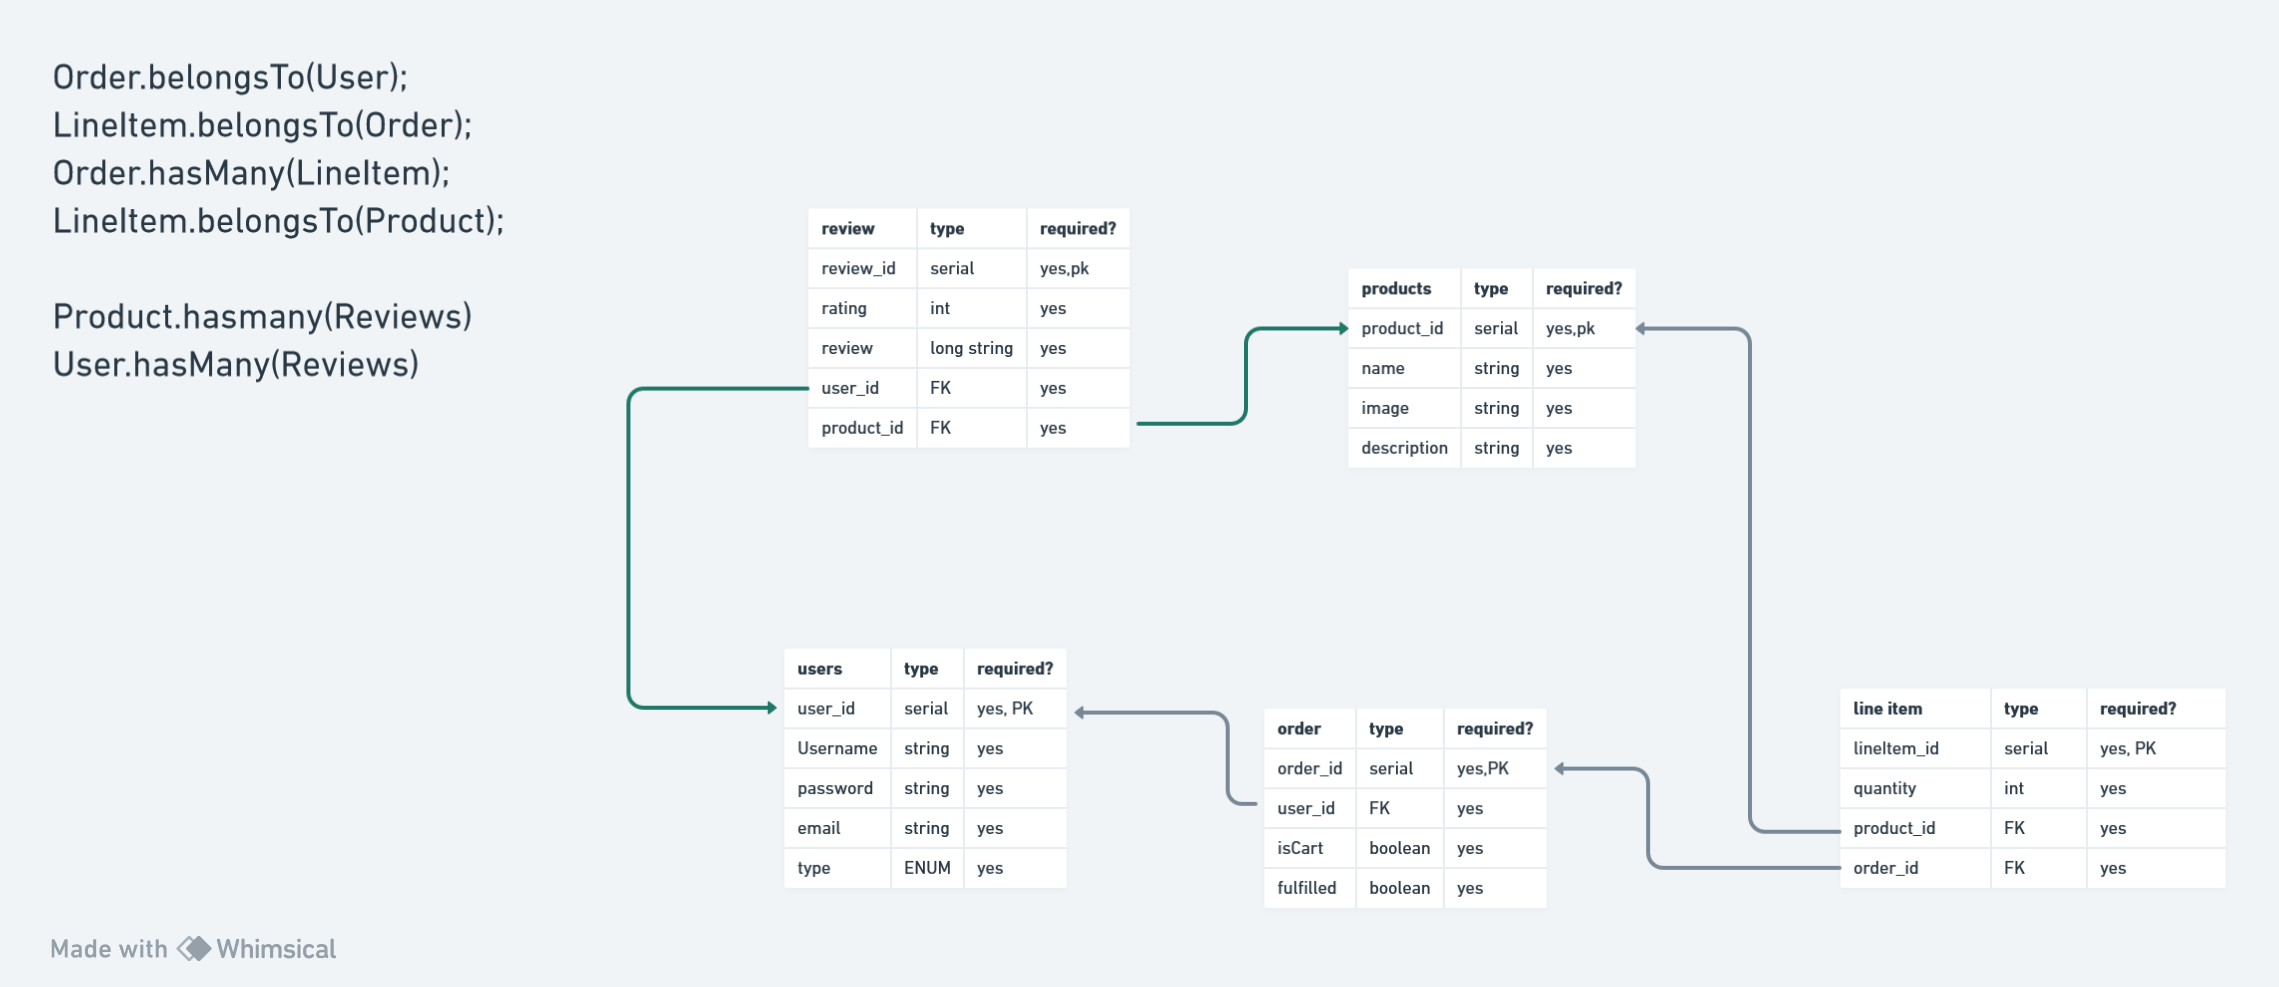 Order.belongsTo(User);
LineItem.belongsTo(Order);
Order.hasMany(LineItem);
LineItem.belongsTo(Product);
Product.hasmany(Reviews)
User.hasMany(Reviews)
review type required?
review_id serial yes,pk
rating int yes
review long string yes
user_id FK yes
product_id FK yes
products type required?
product_id serial yes,pk
name string yes
image string yes
description string yes
users type required?
user_id serial yes, PK
Username string yes
password string yes
email string yes
type ENUM yes
order type required?
order_id serial yes,PK
user_id FK yes
isCart boolean yes
fulfilled boolean yes
line item type required?
lineItem_id serial yes, PK
quantity int yes
product_id FK yes
order_id FK yes
Made with Whimsical